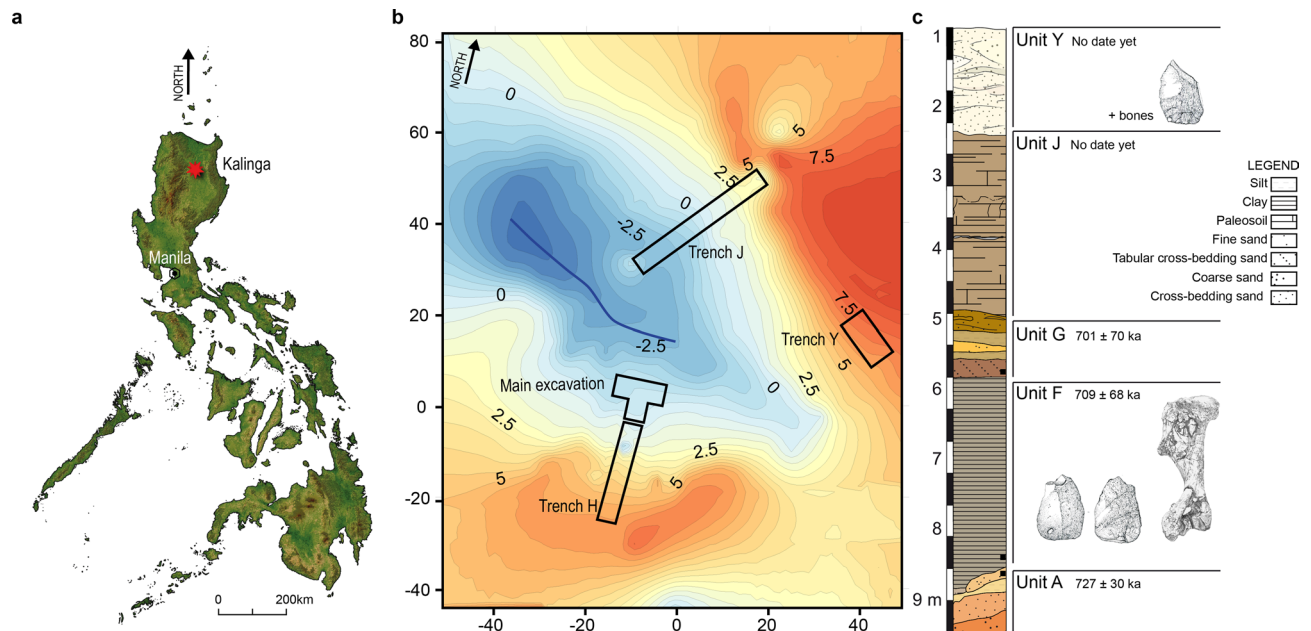 a
NORTH
Kalinga
Manila
0 200km
b
NORTH
80
60
40
20
0
-20
-40
-40
-20
0
20
40
0
5
7.5
5
2.5
0
-2.5
Trench J
0
7.5
-2.5
Trench Y
5
Main excavation
0
2.5
2.5
2.5
5
5
Trench H
c
1
2
3
4
5
6
7
8
9 m
Unit Y No date yet
+ bones
Unit J No date yet
LEGEND
Silt
Clay
Paleosoil
Fine sand
Tabular cross-bedding sand
Coarse sand
Cross-bedding sand
Unit G 701 ± 70 ka
Unit F 709 ± 68 ka
Unit A 727 ± 30 ka